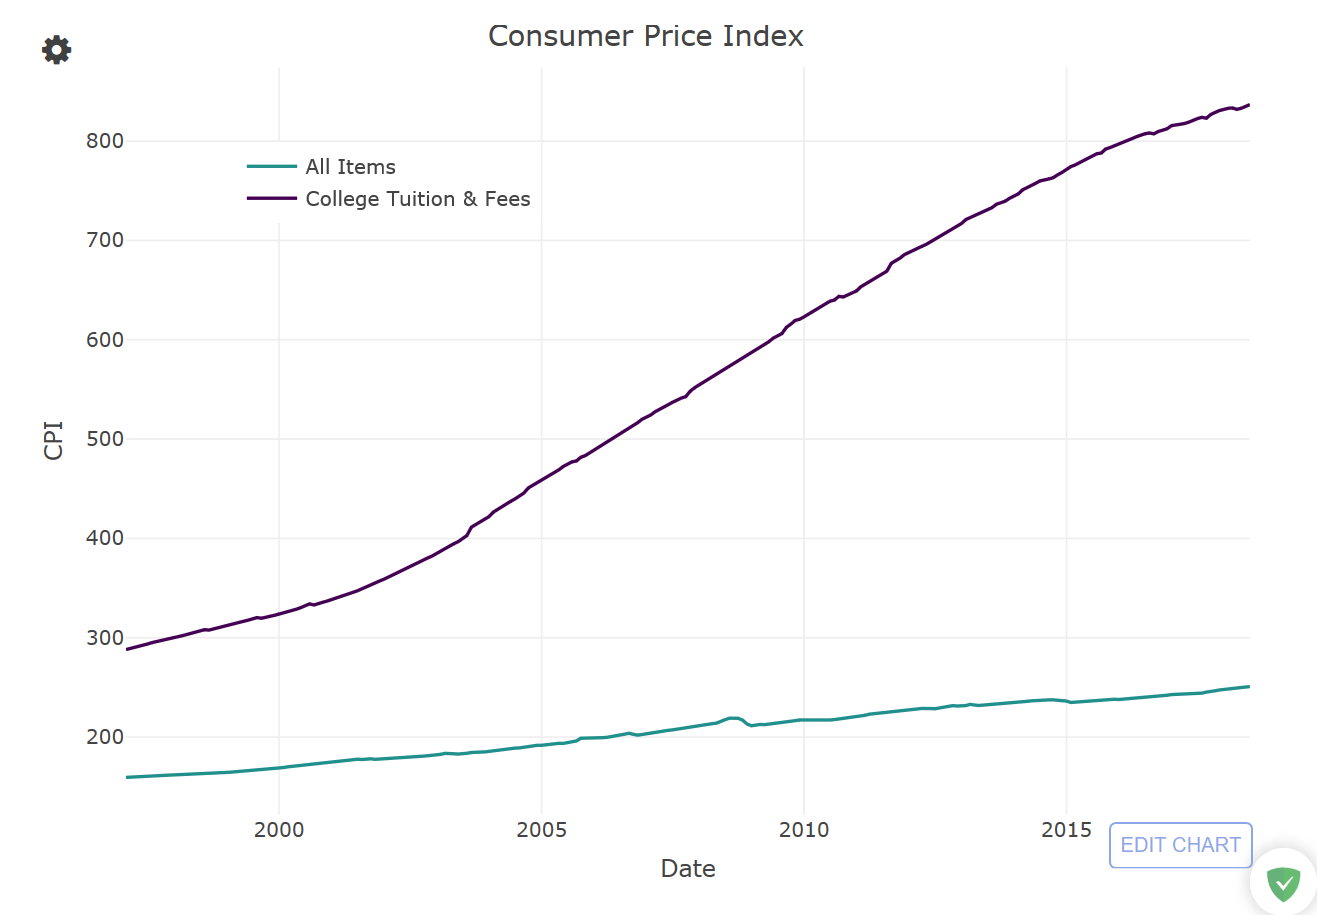 Consumer Price Index
All Items
College Tuition & Fees
800
700
600
500
400
300
200
CPI
2000 2005 2010 2015
EDIT CHART
Date